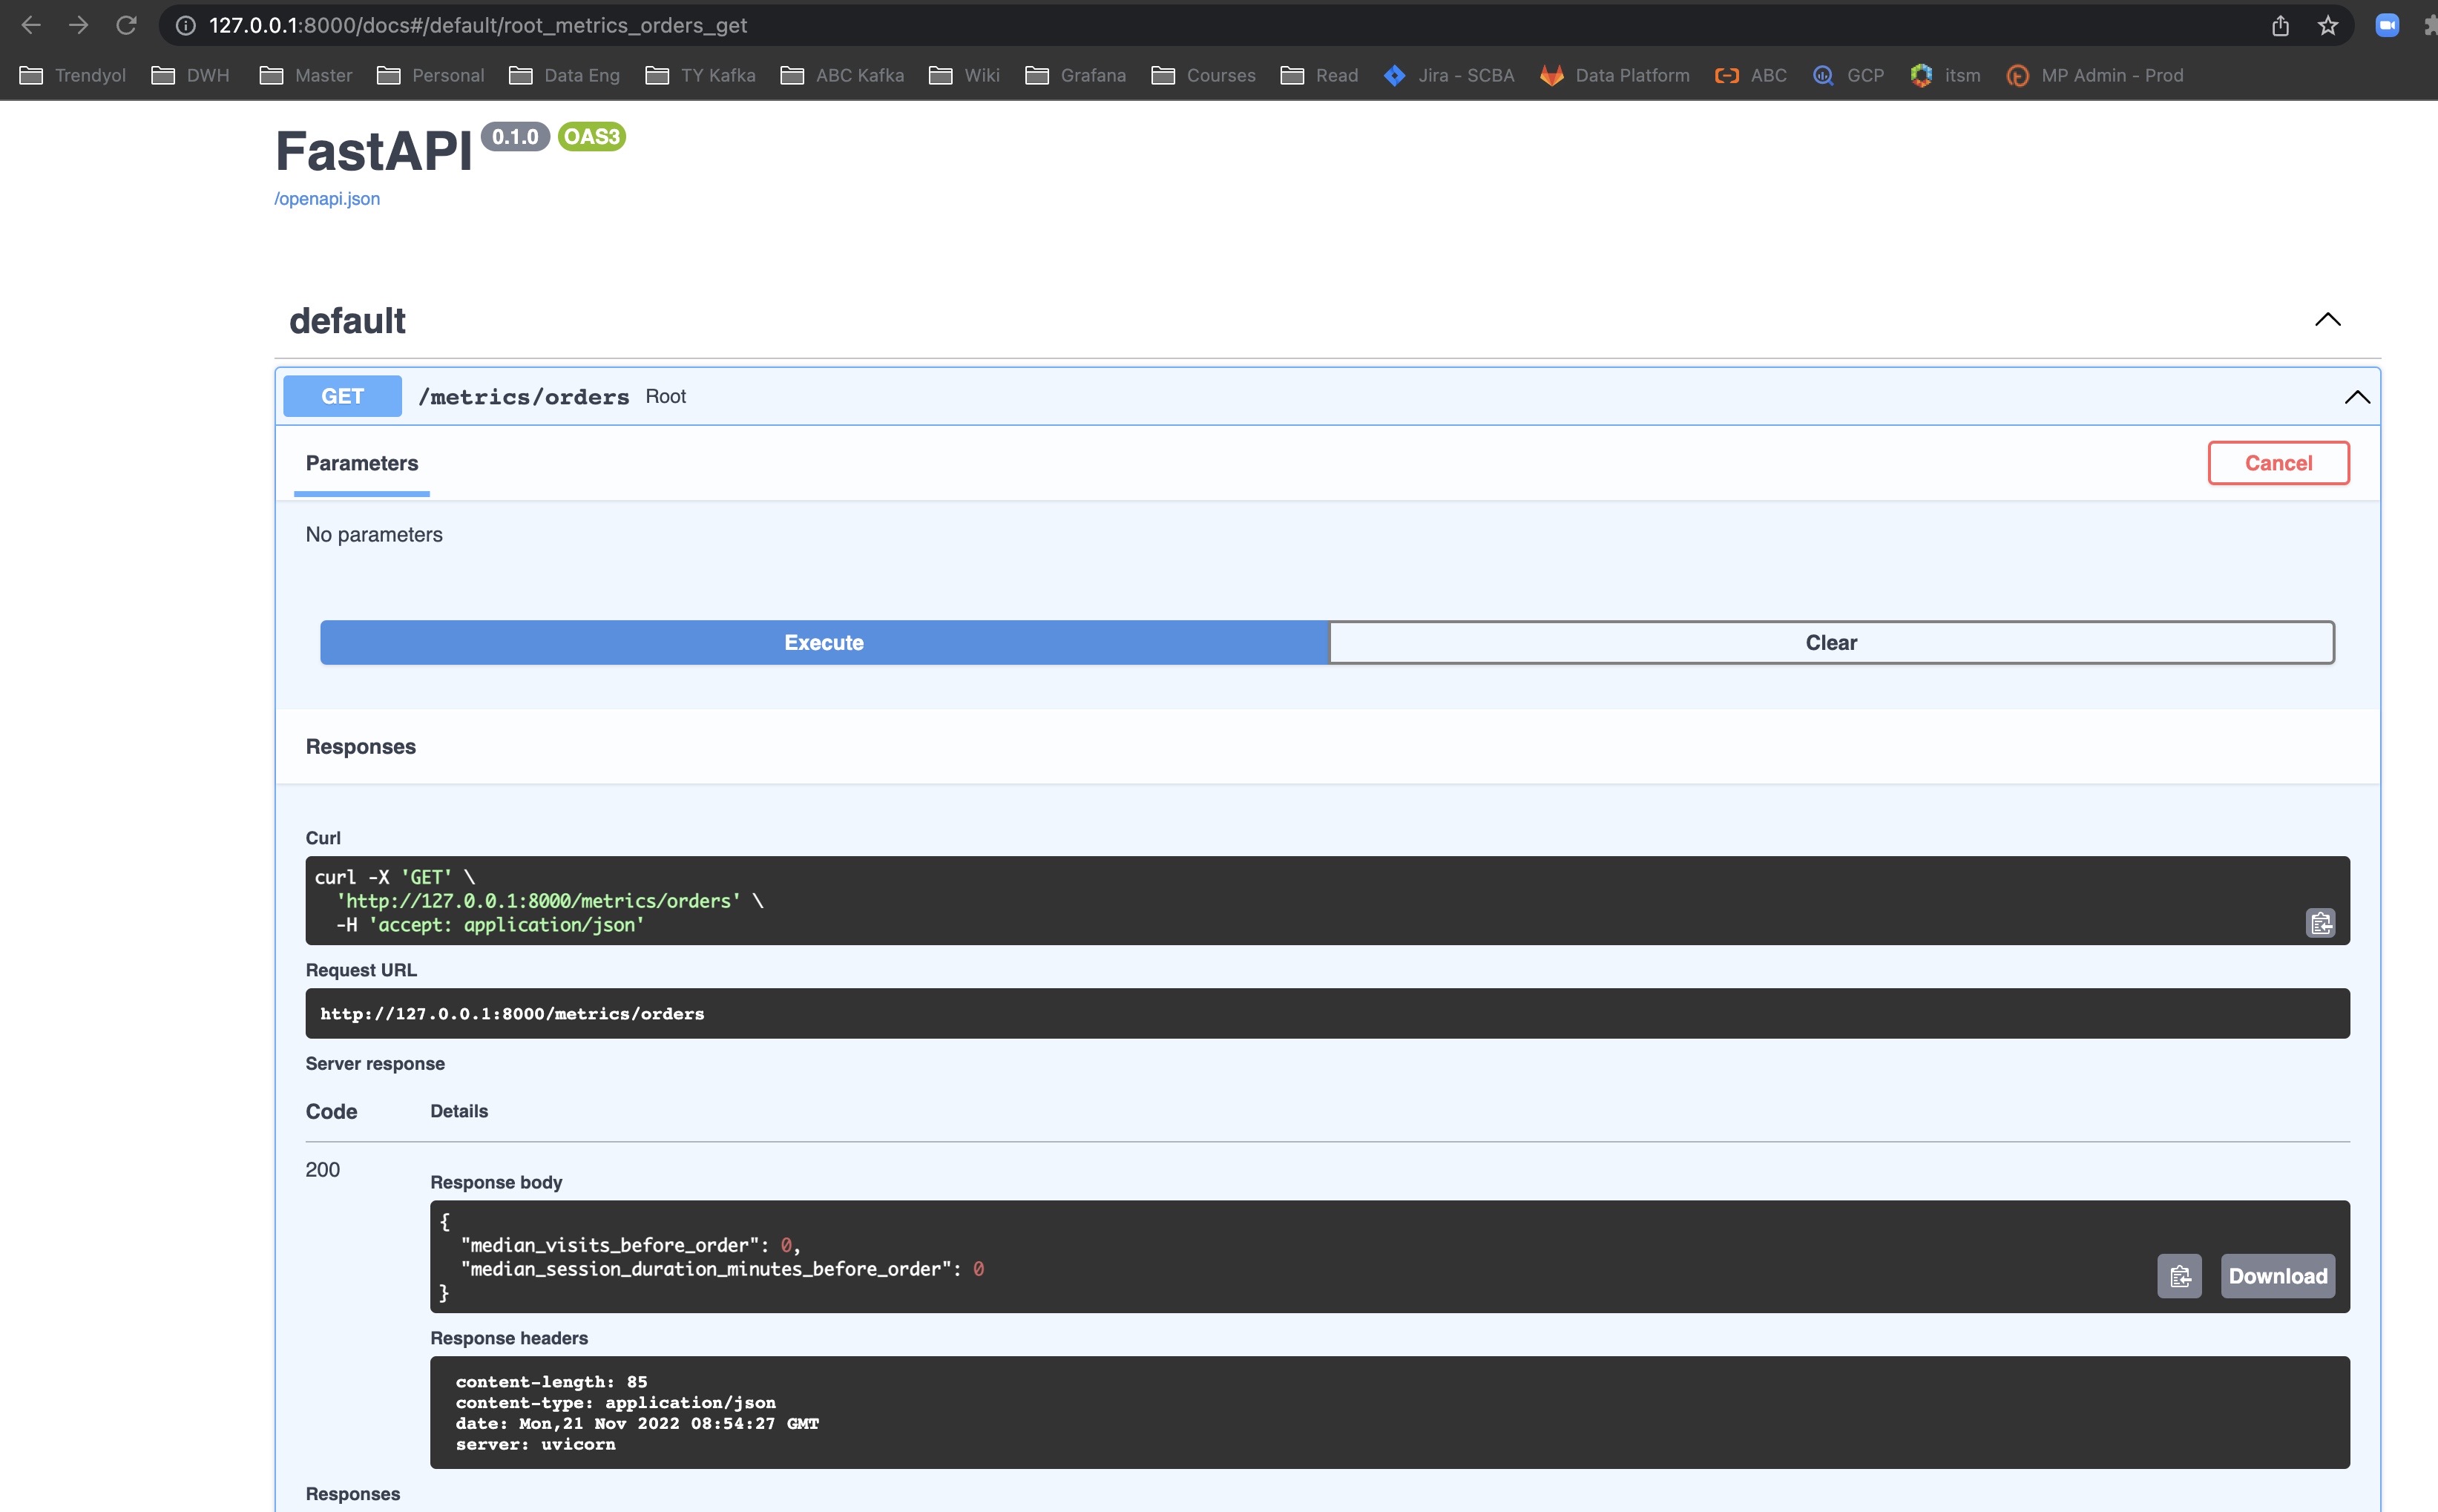 127.0.0.1:8000/docs#/default/root_metrics_orders_get
Trendyol DWH Master Personal Data Eng TY Kafka ABC Kafka Wiki Grafana Courses Read Jira - SCBA Data Platform ABC GCP itsm MP Admin - Prod
FastAPI 0.1.0 OAS3
/openapi.json
default
GET /metrics/orders Root
Parameters
Cancel
No parameters
Execute Clear
Responses
Curl
curl -X 'GET' \
'http://127.0.0.1:8000/metrics/orders' \
-H 'accept: application/json'
Request URL
http://127.0.0.1:8000/metrics/orders
Server response
Code Details
200
Response body
{
"median_visits_before_order": 0,
"median_session_duration_minutes_before_order": 0
}
Download
Response headers
content-length: 85
content-type: application/json
date: Mon,21 Nov 2022 08:54:27 GMT
server: uvicorn
Responses